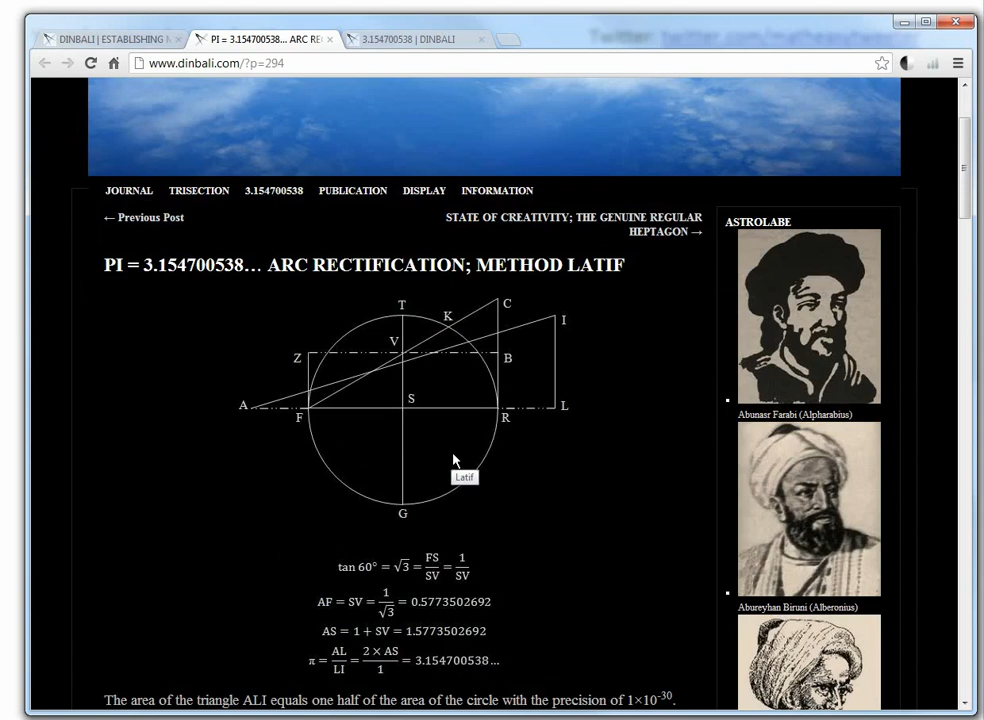 Twitter:
DINBALI | ESTABLISHING
PI = 3.154700538... ARC RE
3.154700538 | DINBALI
www.dinbali.com/?p=294
JOURNAL TRISECTION 3.154700538 PUBLICATION DISPLAY INFORMATION
← Previous Post
STATE OF CREATIVITY; THE GENUINE REGULAR
HEPTAGON →
ASTROLABE
PI = 3.154700538… ARC RECTIFICATION; METHOD LATIF
T
C
K
I
V
Z
B
A
S
L
F
R
Latif
G
Abunasr Farabi (Alpharabius)
tan 60° = √3 = FS/SV = 1/SV
AF = SV = 1/√3 = 0.5773502692
AS = 1 + SV = 1.5773502692
π = AL/LI = 2 × AS/1 = 3.154700538...
Abureyhan Biruni (Alberonius)
The area of the triangle ALI equals one half of the area of the circle with the precision of 1×10⁻³⁰.